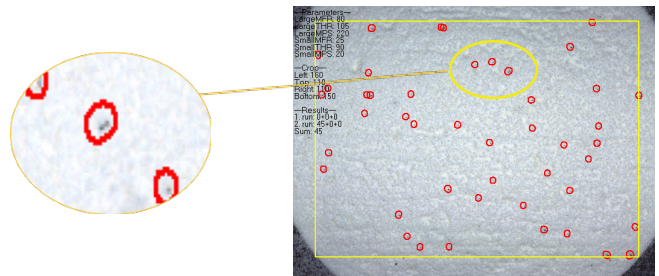 —Parameters—
LargeMFR: 80
LargeTHR: 105
LargeMPS: 220
SmallMFR: 25
SmallTHR: 90
SmallMPS: 20
—Crop—
Left: 160
Top: 110
Right: 110
Bottom: 150
—Results—
1. run: 0+0+0
2. run: 45+0+0
Sum: 45